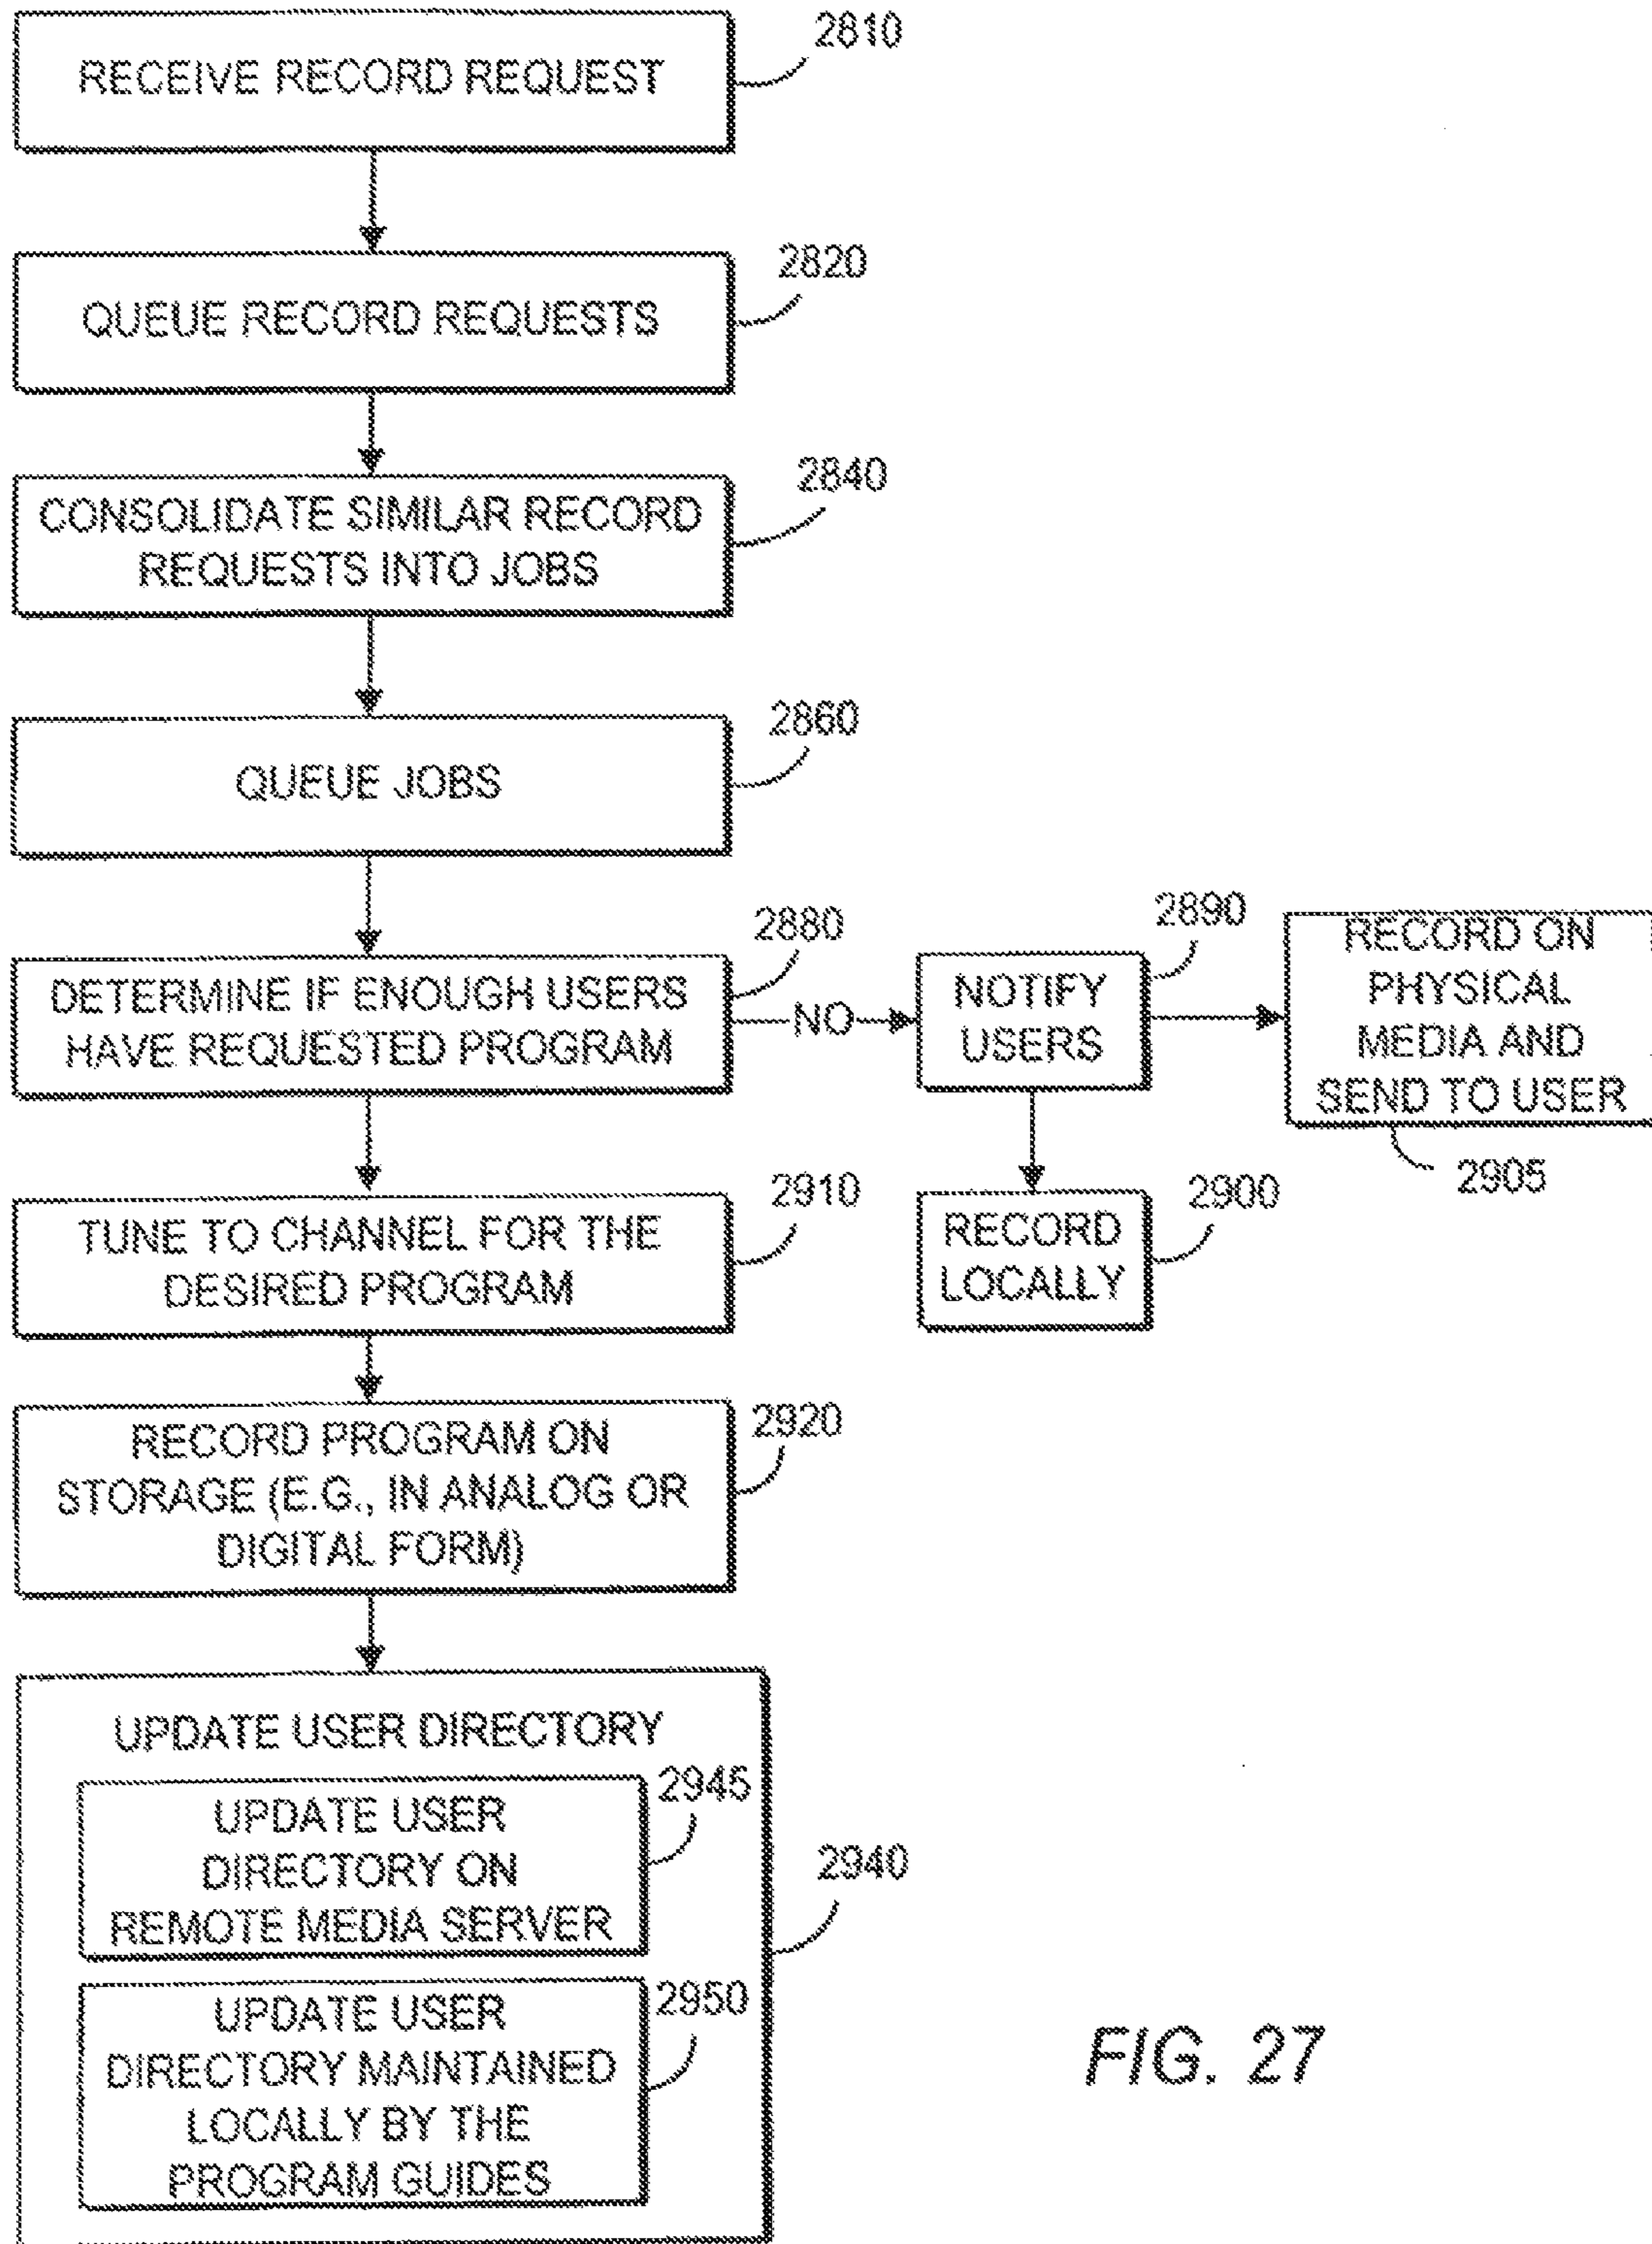 RECEIVE RECORD REQUEST
2810
QUEUE RECORD REQUESTS
2820
CONSOLIDATE SIMILAR RECORD
REQUESTS INTO JOBS
2840
QUEUE JOBS
2860
DETERMINE IF ENOUGH USERS
HAVE REQUESTED PROGRAM
2880
NO
NOTIFY
USERS
2890
RECORD ON
PHYSICAL
MEDIA AND
SEND TO USER
2905
RECORD
LOCALLY
2900
TUNE TO CHANNEL FOR THE
DESIRED PROGRAM
2910
RECORD PROGRAM ON
STORAGE (E.G., IN ANALOG OR
DIGITAL FORM)
2920
UPDATE USER DIRECTORY
UPDATE USER
DIRECTORY ON
REMOTE MEDIA SERVER
2945
2940
UPDATE USER
DIRECTORY MAINTAINED
LOCALLY BY THE
PROGRAM GUIDES
2950
FIG. 27